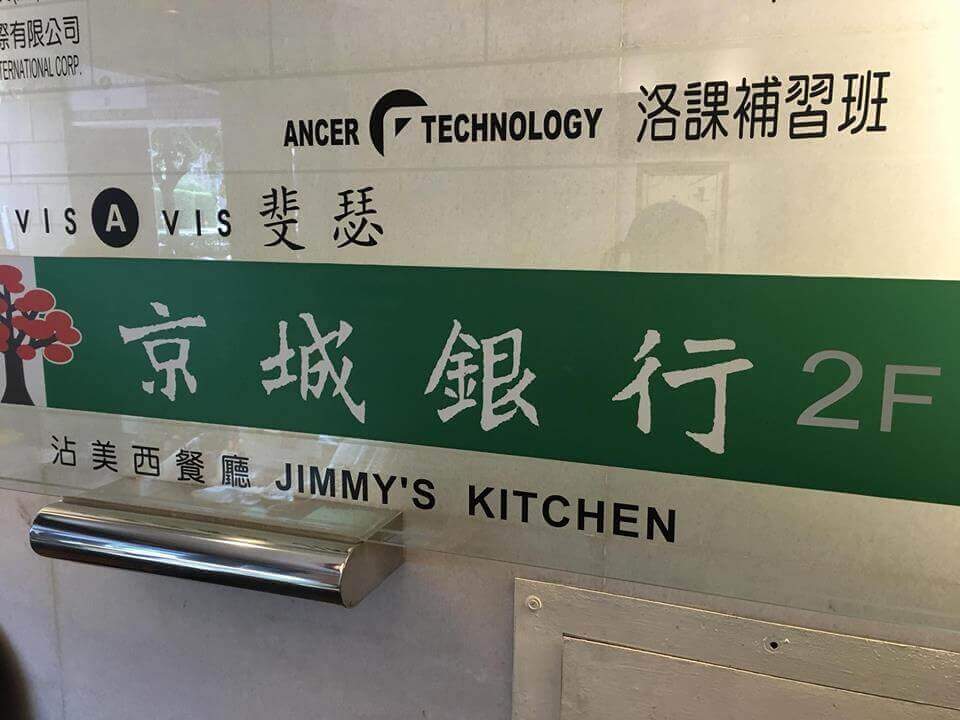 際有限公司
TERNATIONAL CORP.
ANCER TECHNOLOGY 洛課補習班
VIS A VIS 斐瑟
京城銀行 2F
沾美西餐廳 JIMMY'S KITCHEN